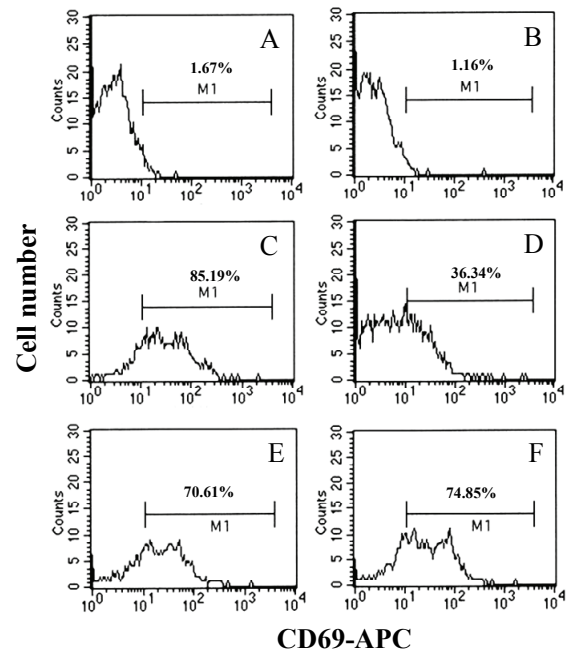 A
1.67%
M1
Counts
0 5 10 15 20 25 30
10^0 10^1 10^2 10^3 10^4
B
1.16%
M1
Counts
0 5 10 15 20 25 30
10^0 10^1 10^2 10^3 10^4
C
85.19%
M1
Counts
0 5 10 15 20 25 30
10^0 10^1 10^2 10^3 10^4
D
36.34%
M1
Counts
0 5 10 15 20 25 30
10^0 10^1 10^2 10^3 10^4
E
70.61%
M1
Counts
0 5 10 15 20 25 30
10^0 10^1 10^2 10^3 10^4
F
74.85%
M1
Counts
0 5 10 15 20 25 30
10^0 10^1 10^2 10^3 10^4
Cell number
CD69-APC